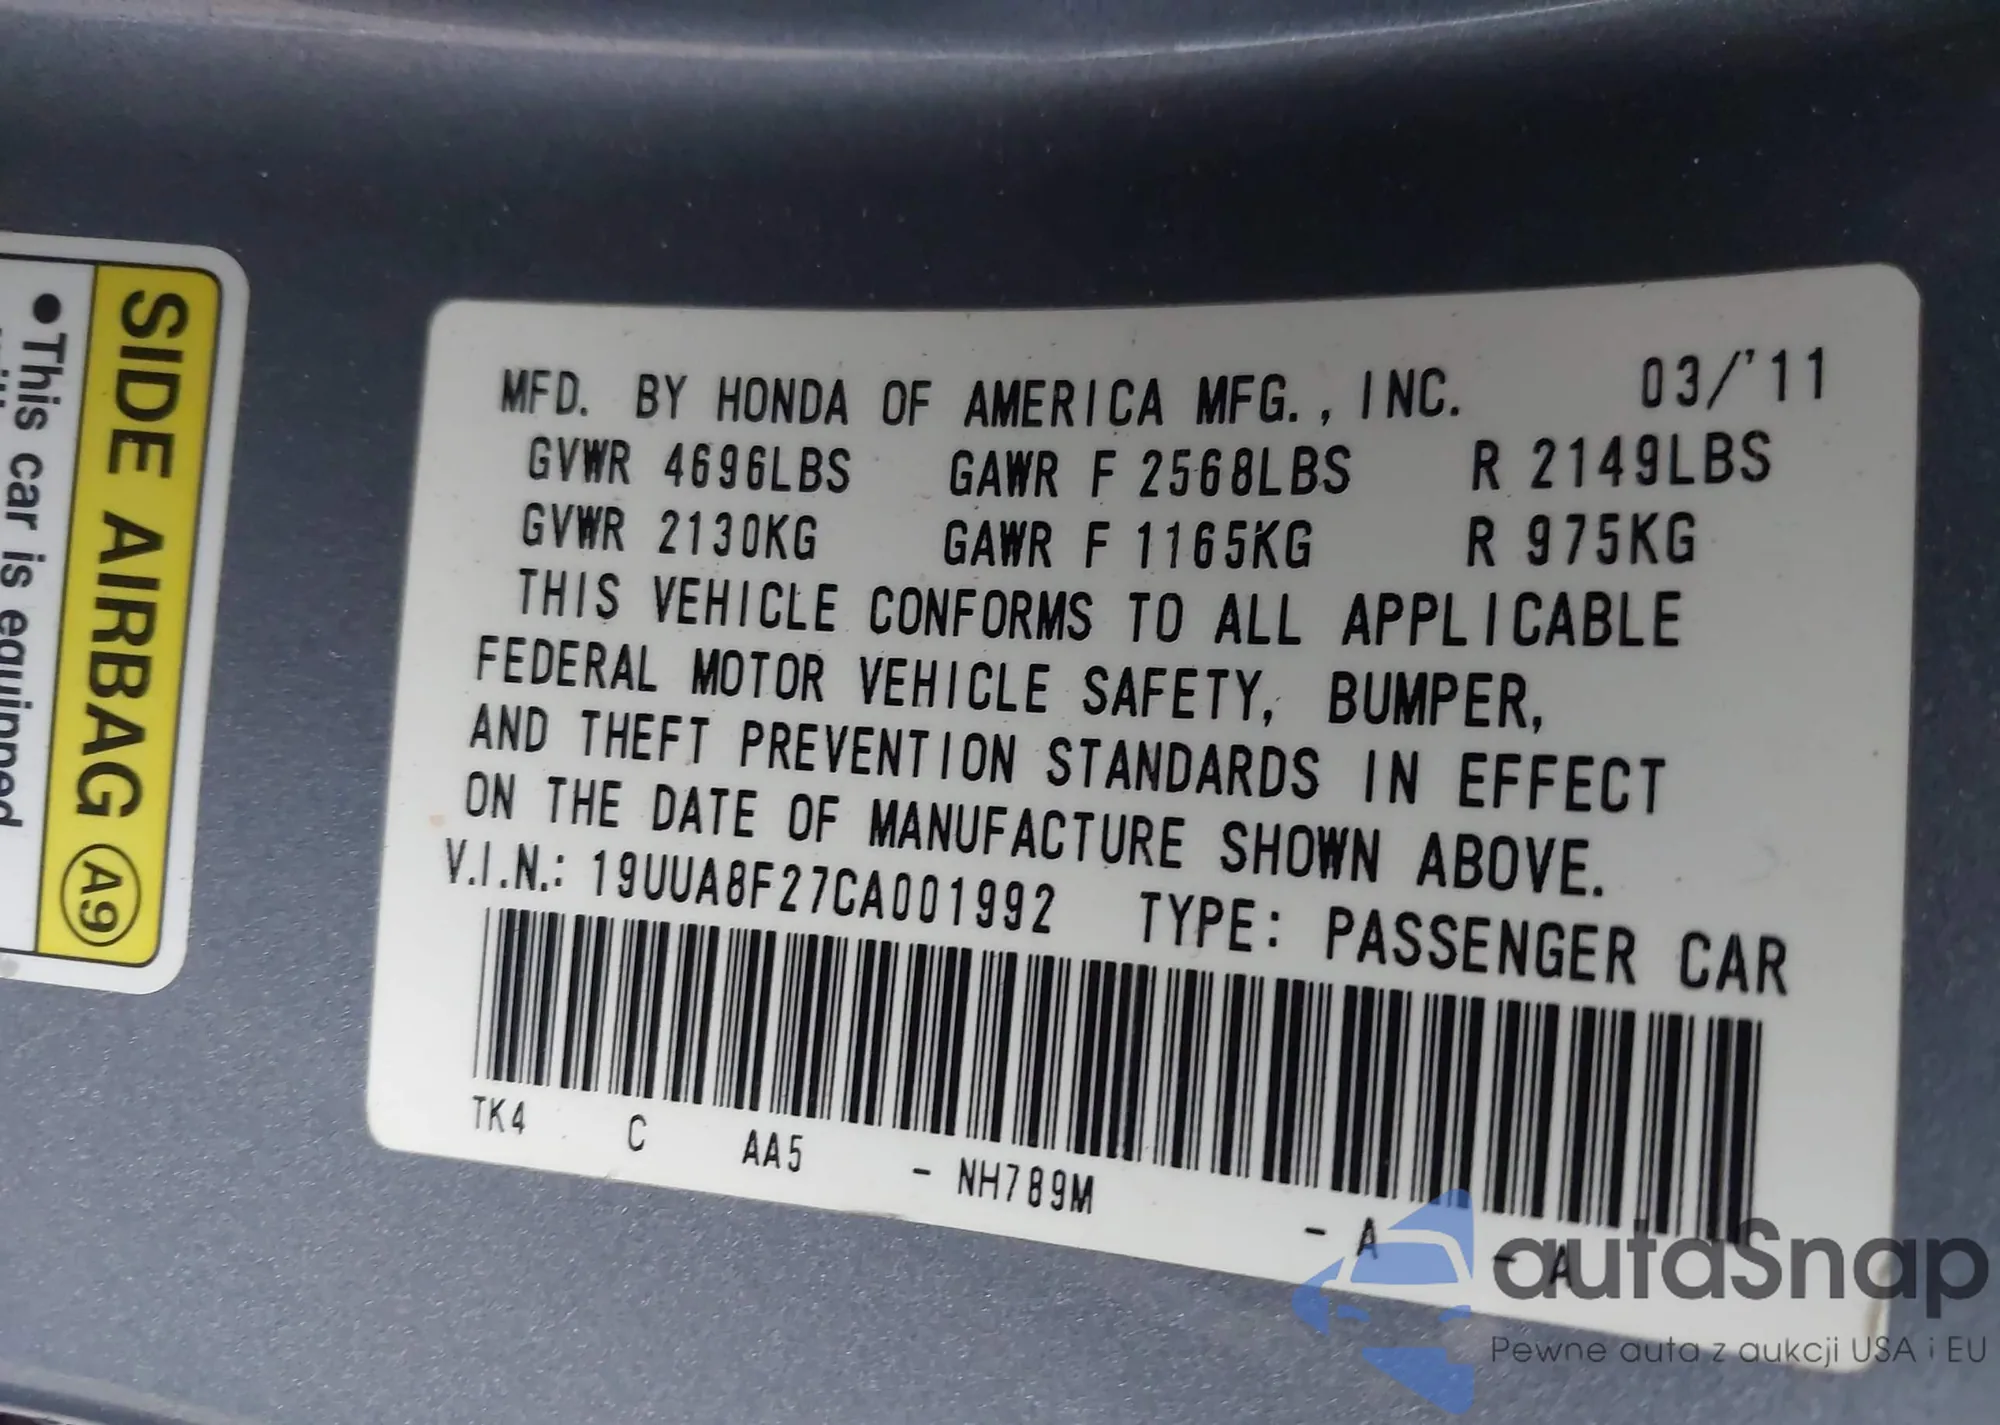 SIDE AIRBAG A9
●This car is equipped
MFD. BY HONDA OF AMERICA MFG., INC. 03/'11
GVWR 4696LBS GAWR F 2568LBS R 2149LBS
GVWR 2130KG GAWR F 1165KG R 975KG
THIS VEHICLE CONFORMS TO ALL APPLICABLE
FEDERAL MOTOR VEHICLE SAFETY, BUMPER,
AND THEFT PREVENTION STANDARDS IN EFFECT
ON THE DATE OF MANUFACTURE SHOWN ABOVE.
V.I.N.: 19UUA8F27CA001992 TYPE: PASSENGER CAR
TK4 C AA5 - NH789M - A - A
autaSnap
Pewne auta z aukcji USA i EU